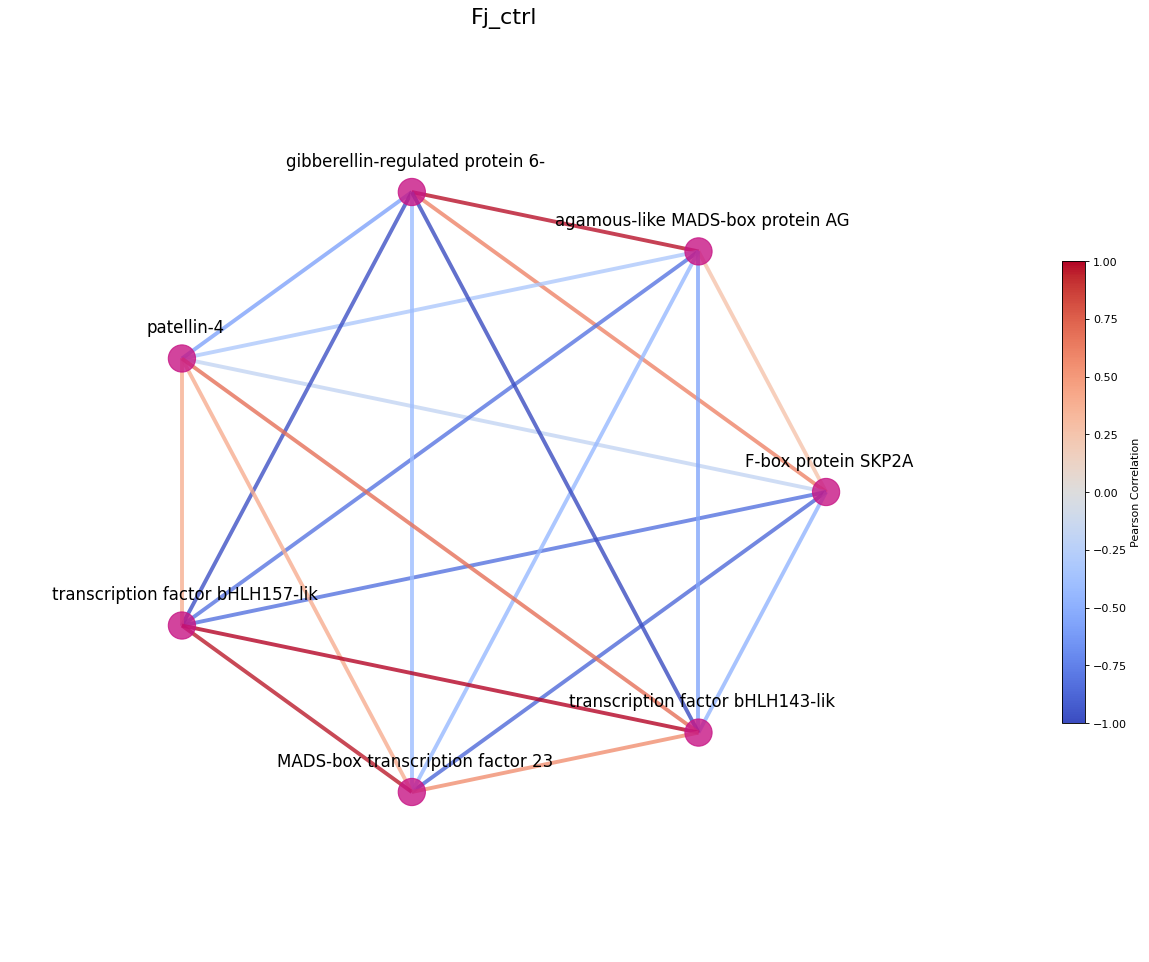 Fj_ctrl
gibberellin-regulated protein 6-
agamous-like MADS-box protein AG
patellin-4
F-box protein SKP2A
transcription factor bHLH157-lik
transcription factor bHLH143-lik
MADS-box transcription factor 23
1.00
0.75
0.50
0.25
0.00
−0.25
−0.50
−0.75
−1.00
Pearson Correlation